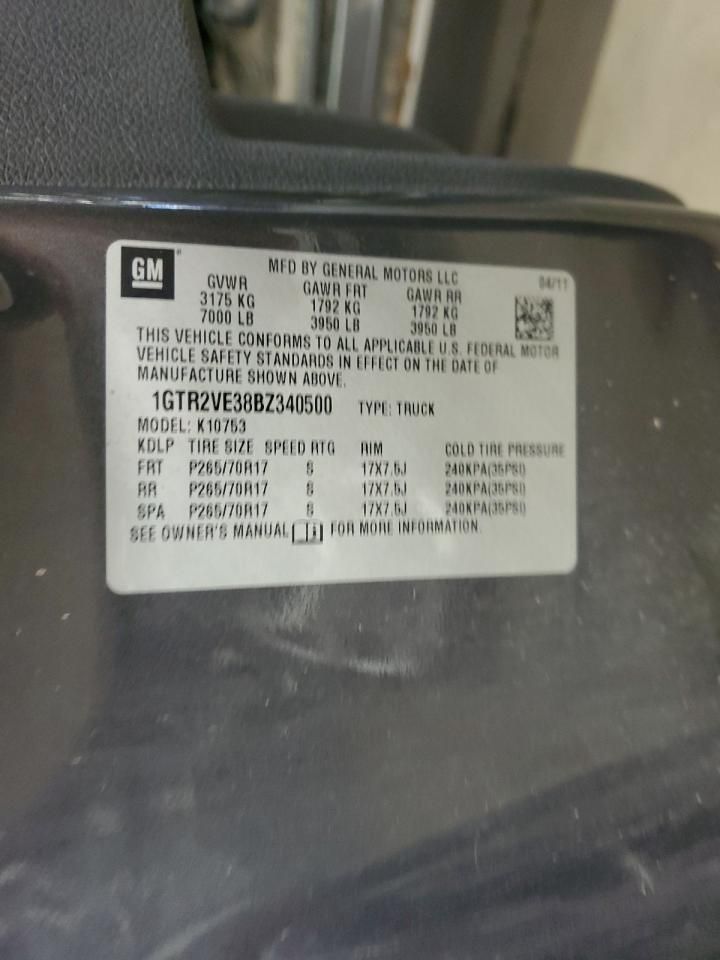 GM
MFD BY GENERAL MOTORS LLC 04/11
GVWR GAWR FRT GAWR RR
3175 KG 1792 KG 1792 KG
7000 LB 3950 LB 3950 LB
THIS VEHICLE CONFORMS TO ALL APPLICABLE U.S. FEDERAL MOTOR
VEHICLE SAFETY STANDARDS IN EFFECT ON THE DATE OF
MANUFACTURE SHOWN ABOVE.
1GTR2VE38BZ340500 TYPE: TRUCK
MODEL: K10753
KDLP TIRE SIZE SPEED RTG RIM COLD TIRE PRESSURE
FRT P265/70R17 S 17X7.5J 240KPA(35PSI)
RR P265/70R17 S 17X7.5J 240KPA(35PSI)
SPA P265/70R17 S 17X7.5J 240KPA(35PSI)
SEE OWNER'S MANUAL FOR MORE INFORMATION.